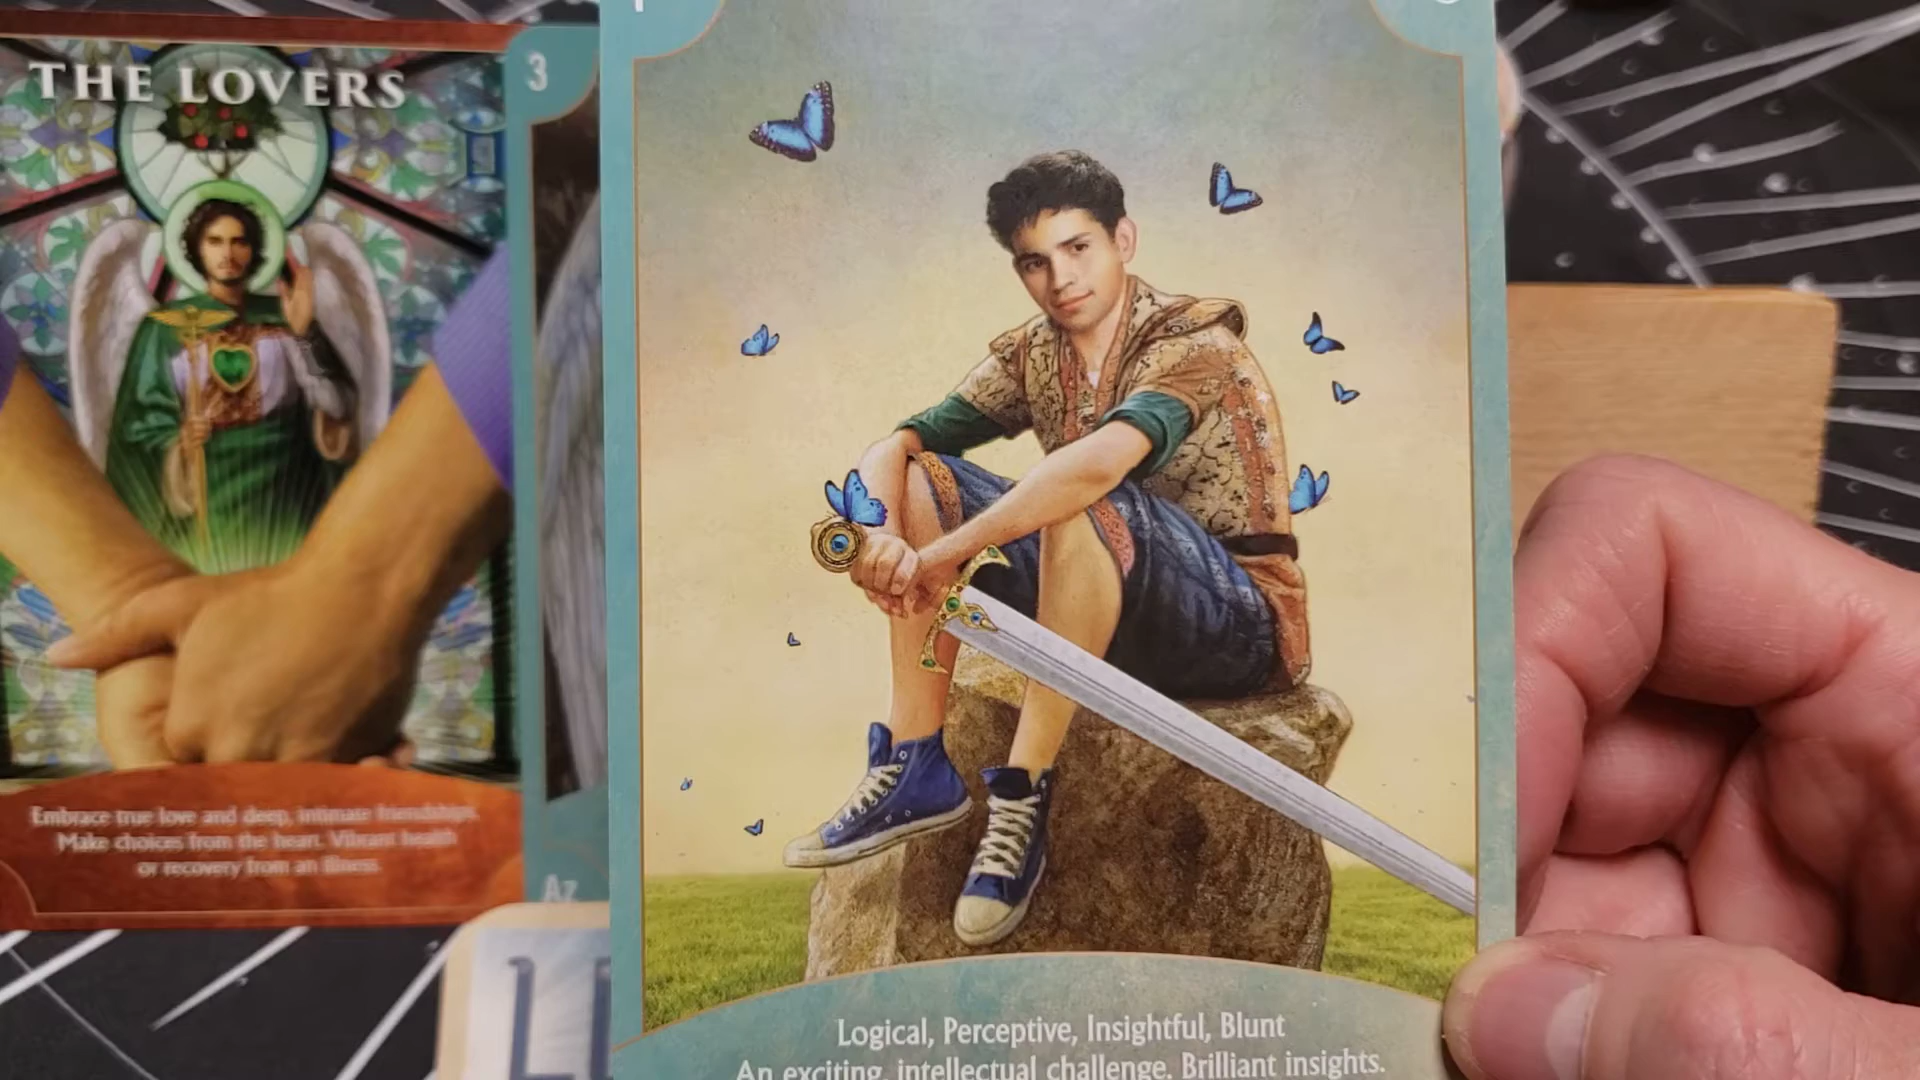 THE LOVERS
Embrace true love and deep, intimate friendships.
Make choices from the heart. Vibrant health
or recovery from an illness.
3
Az
Logical, Perceptive, Insightful, Blunt
An exciting, intellectual challenge. Brilliant insights.